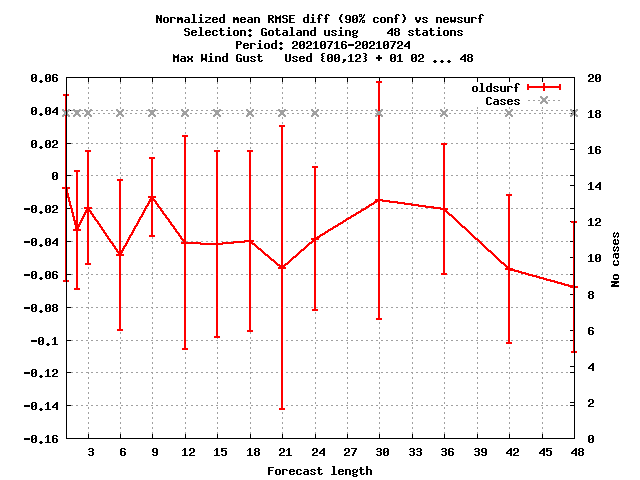 Normalized mean RMSE diff (90% conf) vs newsurf
Selection: Gotaland using    48 stations
Period: 20210716-20210724
Max Wind Gust   Used {00,12} + 01 02 ... 48
oldsurf
Cases
0.06
0.04
0.02
0
-0.02
-0.04
-0.06
-0.08
-0.1
-0.12
-0.14
-0.16
20
18
16
14
12
10
8
6
4
2
0
No cases
3 6 9 12 15 18 21 24 27 30 33 36 39 42 45 48
Forecast length